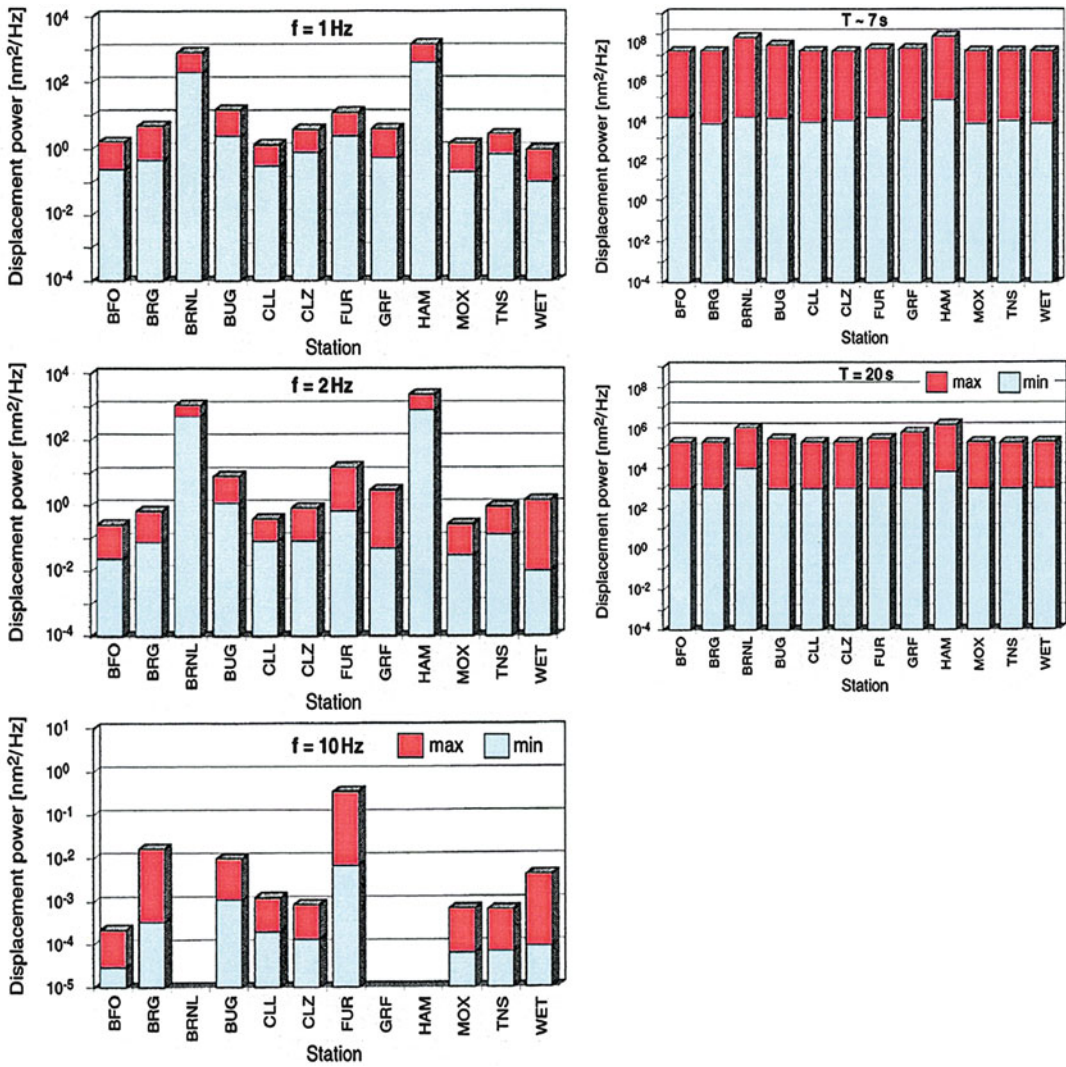 f = 1 Hz
Displacement power [nm²/Hz]
10⁴
10²
10⁰
10⁻²
10⁻⁴
BFO BRG BRNL BUG CLL CLZ FUR GRF HAM MOX TNS WET
Station
T ~ 7 s
Displacement power [nm²/Hz]
10⁸
10⁶
10⁴
10²
10⁰
10⁻²
10⁻⁴
BFO BRG BRNL BUG CLL CLZ FUR GRF HAM MOX TNS WET
Station
f = 2 Hz
Displacement power [nm²/Hz]
10⁴
10²
10⁰
10⁻²
10⁻⁴
BFO BRG BRNL BUG CLL CLZ FUR GRF HAM MOX TNS WET
Station
T = 20 s
max min
Displacement power [nm²/Hz]
10⁸
10⁶
10⁴
10²
10⁰
10⁻²
10⁻⁴
BFO BRG BRNL BUG CLL CLZ FUR GRF HAM MOX TNS WET
Station
f = 10 Hz
max min
Displacement power [nm²/Hz]
10¹
10⁰
10⁻¹
10⁻²
10⁻³
10⁻⁴
10⁻⁵
BFO BRG BRNL BUG CLL CLZ FUR GRF HAM MOX TNS WET
Station